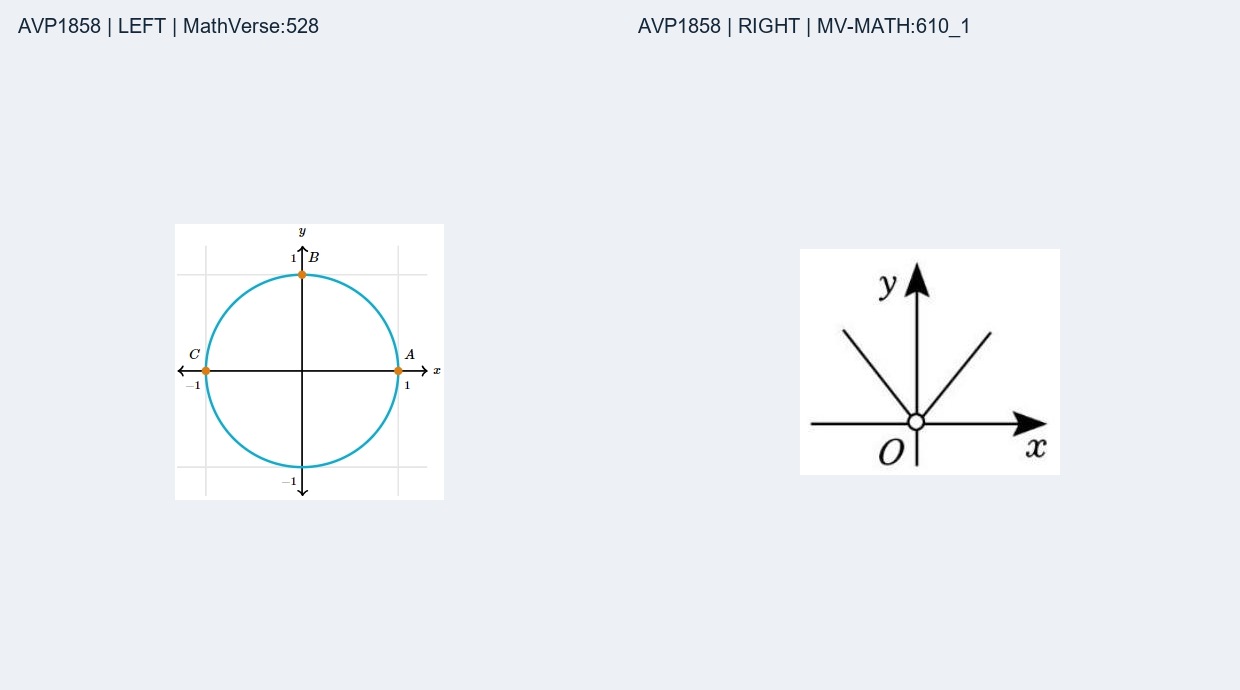 AVP1858 | LEFT | MathVerse:528
AVP1858 | RIGHT | MV-MATH:610_1
y
1
B
C
A
x
−1
1
−1
y
O
x